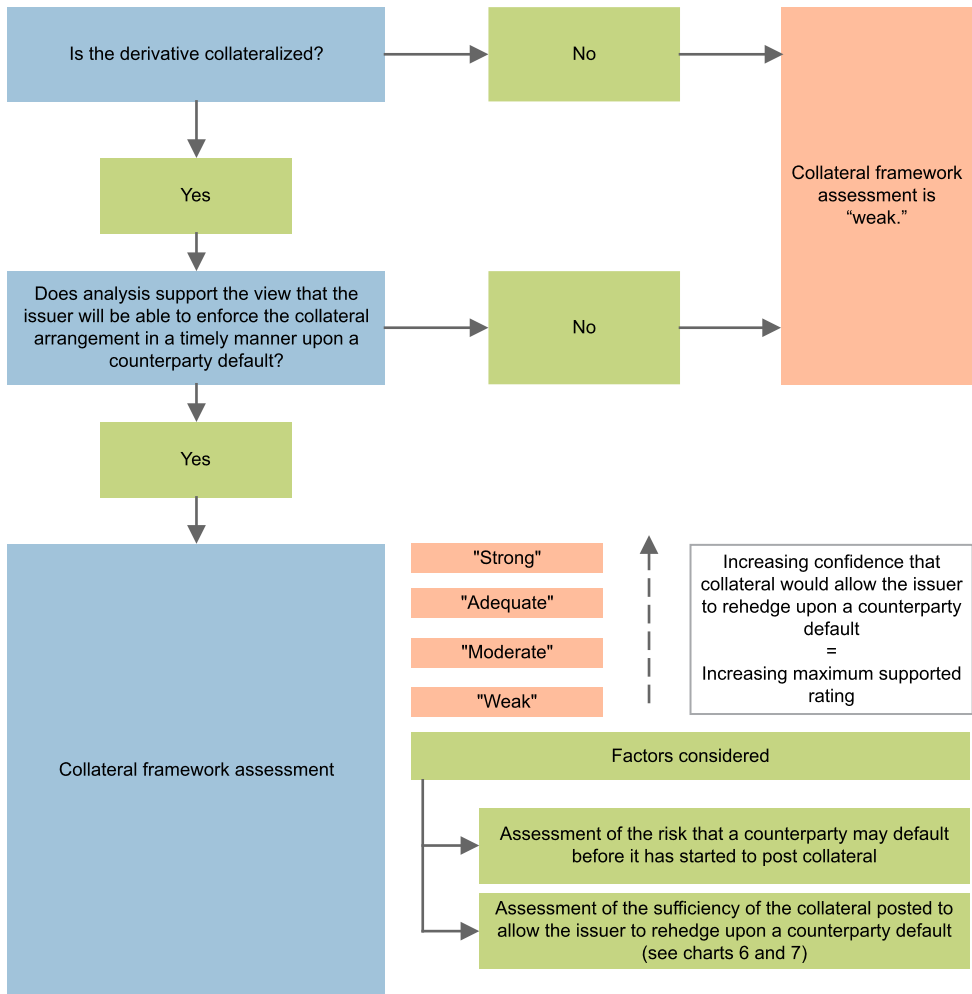 Is the derivative collateralized?
No
Collateral framework
assessment is
“weak.”
Yes
Does analysis support the view that the
issuer will be able to enforce the collateral
arrangement in a timely manner upon a
counterparty default?
No
Yes
Collateral framework assessment
"Strong"
"Adequate"
"Moderate"
"Weak"
Increasing confidence that
collateral would allow the issuer
to rehedge upon a counterparty
default
=
Increasing maximum supported
rating
Factors considered
Assessment of the risk that a counterparty may default
before it has started to post collateral
Assessment of the sufficiency of the collateral posted to
allow the issuer to rehedge upon a counterparty default
(see charts 6 and 7)